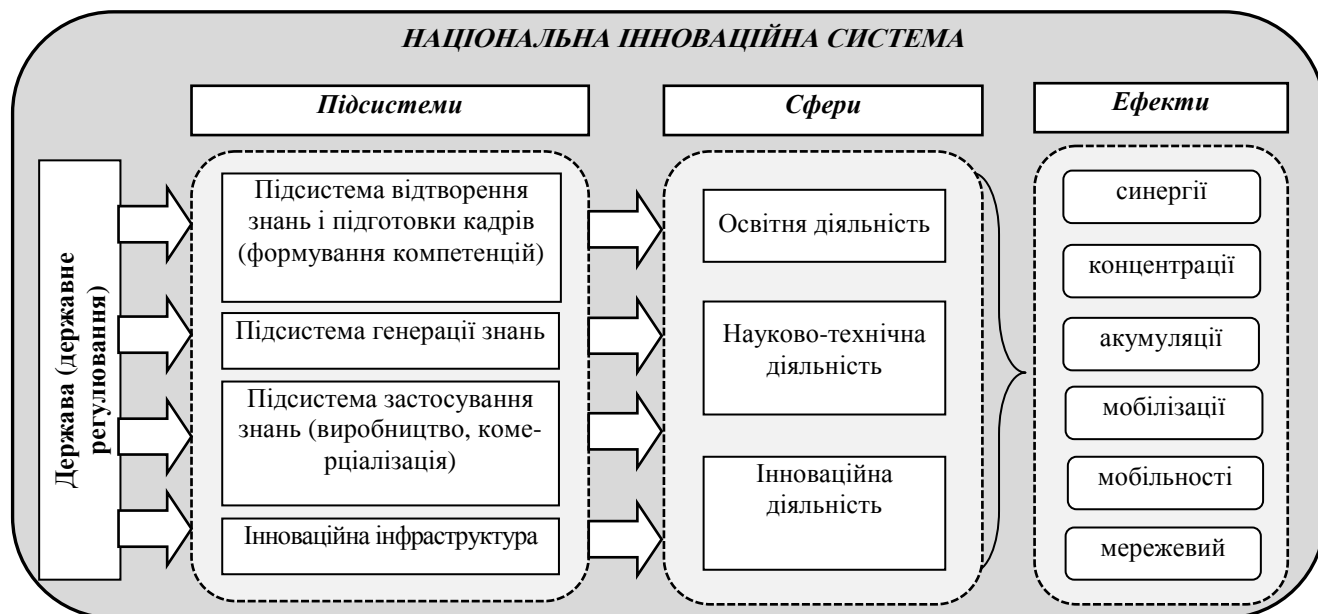 НАЦІОНАЛЬНА ІННОВАЦІЙНА СИСТЕМА
Підсистеми
Сфери
Ефекти
Держава (державне
регулювання)
Підсистема відтворення
знань і підготовки кадрів
(формування компетенцій)
Підсистема генерації знань
Підсистема застосування
знань (виробництво, коме-
рціалізація)
Інноваційна інфраструктура
Освітня діяльність
Науково-технічна
діяльність
Інноваційна
діяльність
синергії
концентрації
акумуляції
мобілізації
мобільності
мережевий